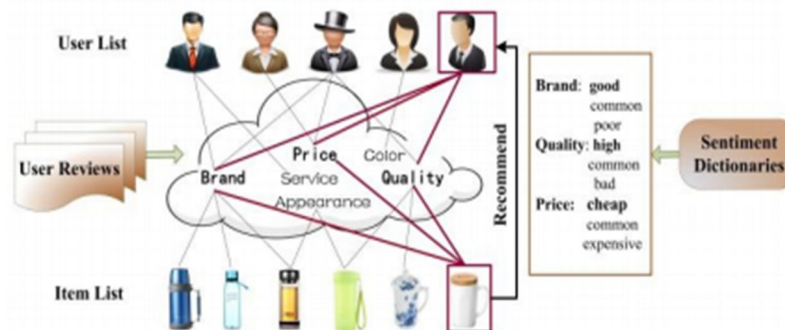 User List
User Reviews
Price
Color
Brand
Service
Quality
Appearance
Item List
Recommend
Brand: good
common
poor
Quality: high
common
bad
Price: cheap
common
expensive
Sentiment
Dictionaries